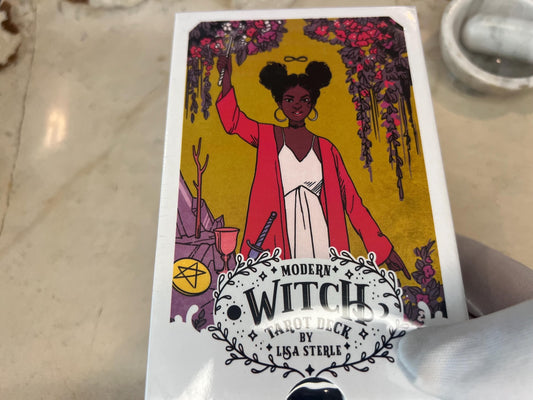 MODERN
WITCH
TAROT DECK
BY
LISA STERLE